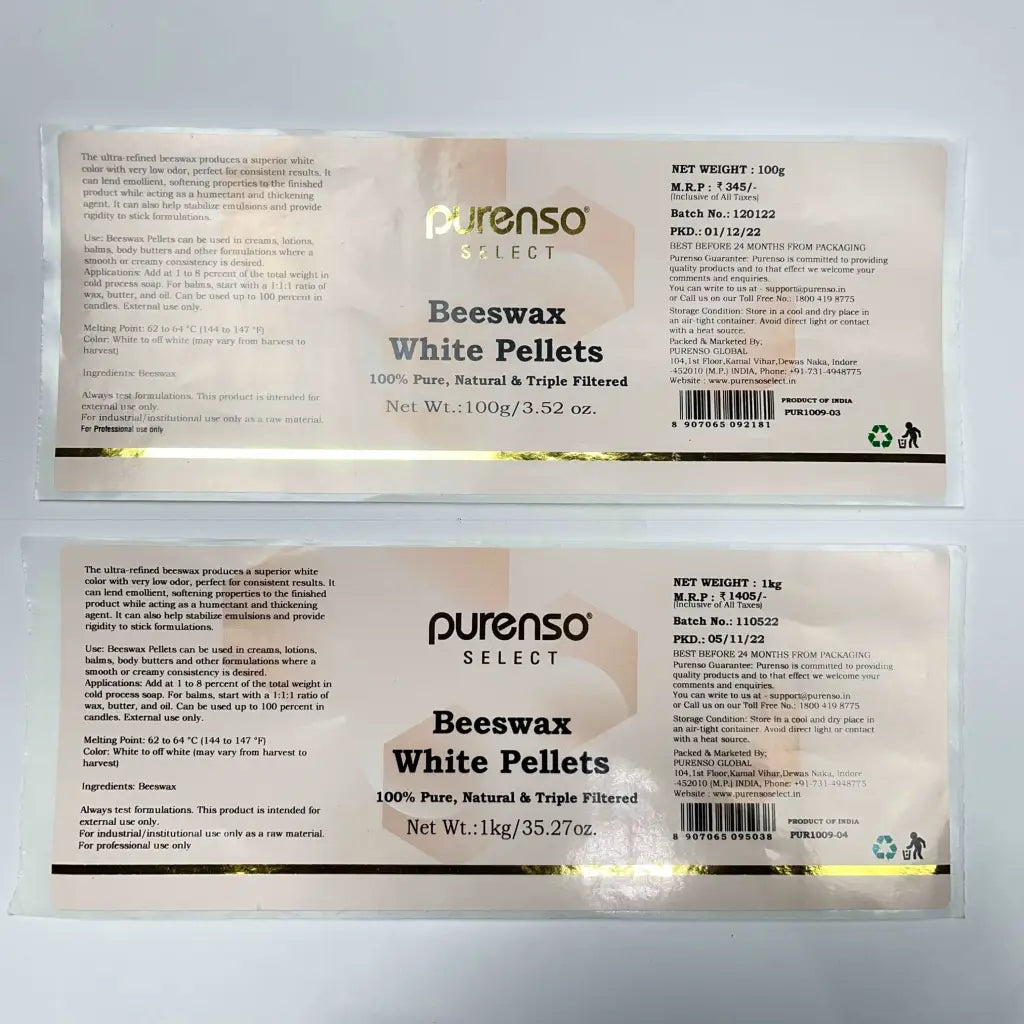 The ultra-refined beeswax produces a superior white
color with very low odor, perfect for consistent results. It
can lend emollient, softening properties to the finished
product while acting as a humectant and thickening
agent. It can also help stabilize emulsions and provide
rigidity to stick formulations.
Use: Beeswax Pellets can be used in creams, lotions,
balms, body butters and other formulations where a
smooth or creamy consistency is desired.
Applications: Add at 1 to 8 percent of the total weight in
cold process soap. For balms, start with a 1:1:1 ratio of
wax, butter, and oil. Can be used up to 100 percent in
candles. External use only.
Melting Point: 62 to 64 °C (144 to 147 °F)
Color: White to off white (may vary from harvest to
harvest)
Ingredients: Beeswax
Always test formulations. This product is intended for
external use only.
For industrial/institutional use only as a raw material.
For Professional use only
purenso®
SELECT
Beeswax
White Pellets
100% Pure, Natural & Triple Filtered
Net Wt.:100g/3.52 oz.
NET WEIGHT : 100g
M.R.P : ₹ 345/-
(Inclusive of All Taxes)
Batch No.: 120122
PKD.: 01/12/22
BEST BEFORE 24 MONTHS FROM PACKAGING
Purenso Guarantee: Purenso is committed to providing
quality products and to that effect we welcome your
comments and enquiries.
You can write to us at - support@purenso.in
or Call us on our Toll Free No.: 1800 419 8775
Storage Condition: Store in a cool and dry place in
an air-tight container. Avoid direct light or contact
with a heat source.
Packed & Marketed By;
PURENSO GLOBAL
104,1st Floor,Kamal Vihar,Dewas Naka, Indore
-452010 (M.P.) INDIA, Phone: +91-731-4948775
Website : www.purensoselect.in
8 907065 092181
PRODUCT OF INDIA
PUR1009-03
The ultra-refined beeswax produces a superior white
color with very low odor, perfect for consistent results. It
can lend emollient, softening properties to the finished
product while acting as a humectant and thickening
agent. It can also help stabilize emulsions and provide
rigidity to stick formulations.
Use: Beeswax Pellets can be used in creams, lotions,
balms, body butters and other formulations where a
smooth or creamy consistency is desired.
Applications: Add at 1 to 8 percent of the total weight in
cold process soap. For balms, start with a 1:1:1 ratio of
wax, butter, and oil. Can be used up to 100 percent in
candles. External use only.
Melting Point: 62 to 64 °C (144 to 147 °F)
Color: White to off white (may vary from harvest to
harvest)
Ingredients: Beeswax
Always test formulations. This product is intended for
external use only.
For industrial/institutional use only as a raw material.
For professional use only
purenso®
SELECT
Beeswax
White Pellets
100% Pure, Natural & Triple Filtered
Net Wt.:1kg/35.27oz.
NET WEIGHT : 1kg
M.R.P : ₹ 1405/-
(Inclusive of All Taxes)
Batch No.: 110522
PKD.: 05/11/22
BEST BEFORE 24 MONTHS FROM PACKAGING
Purenso Guarantee: Purenso is committed to providing
quality products and to that effect we welcome your
comments and enquiries.
You can write to us at - support@purenso.in
or Call us on our Toll Free No.: 1800 419 8775
Storage Condition: Store in a cool and dry place in
an air-tight container. Avoid direct light or contact
with a heat source.
Packed & Marketed By;
PURENSO GLOBAL
104,1st Floor,Kamal Vihar,Dewas Naka, Indore
-452010 (M.P.) INDIA, Phone: +91-731-4948775
Website : www.purensoselect.in
8 907065 095038
PRODUCT OF INDIA
PUR1009-04